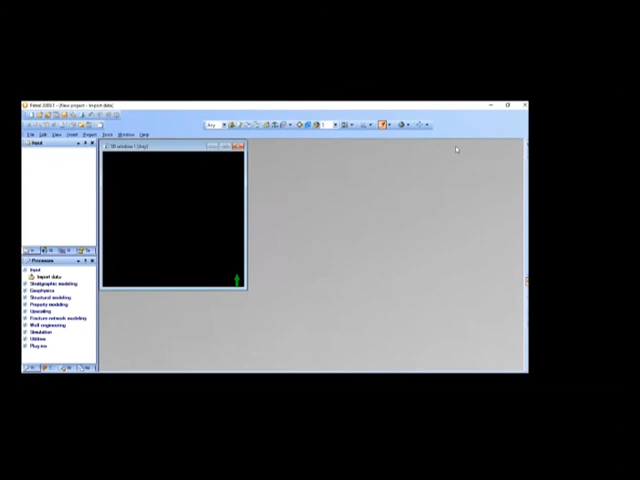 Petrel 2009.1 - [New project - Import data]
File Edit View Insert Project Tools Window Help
Any
Input
3D window 1 [Any]
Processes
Input
Import data
Stratigraphic modeling
Geophysics
Structural modeling
Property modeling
Upscaling
Fracture network modeling
Well engineering
Simulation
Utilities
Plug-ins